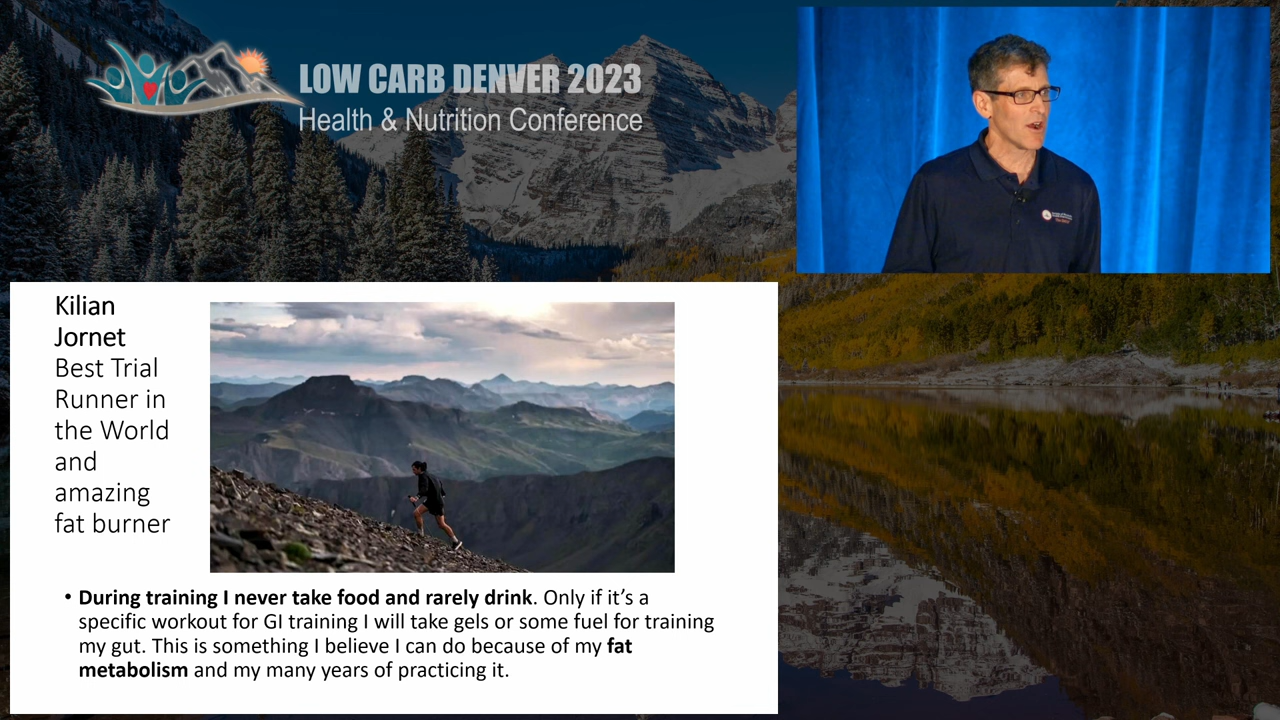 LOW CARB DENVER 2023
Health & Nutrition Conference
Kilian
Jornet
Best Trial
Runner in
the World
and
amazing
fat burner
• During training I never take food and rarely drink. Only if it’s a
specific workout for GI training I will take gels or some fuel for training
my gut. This is something I believe I can do because of my fat
metabolism and my many years of practicing it.